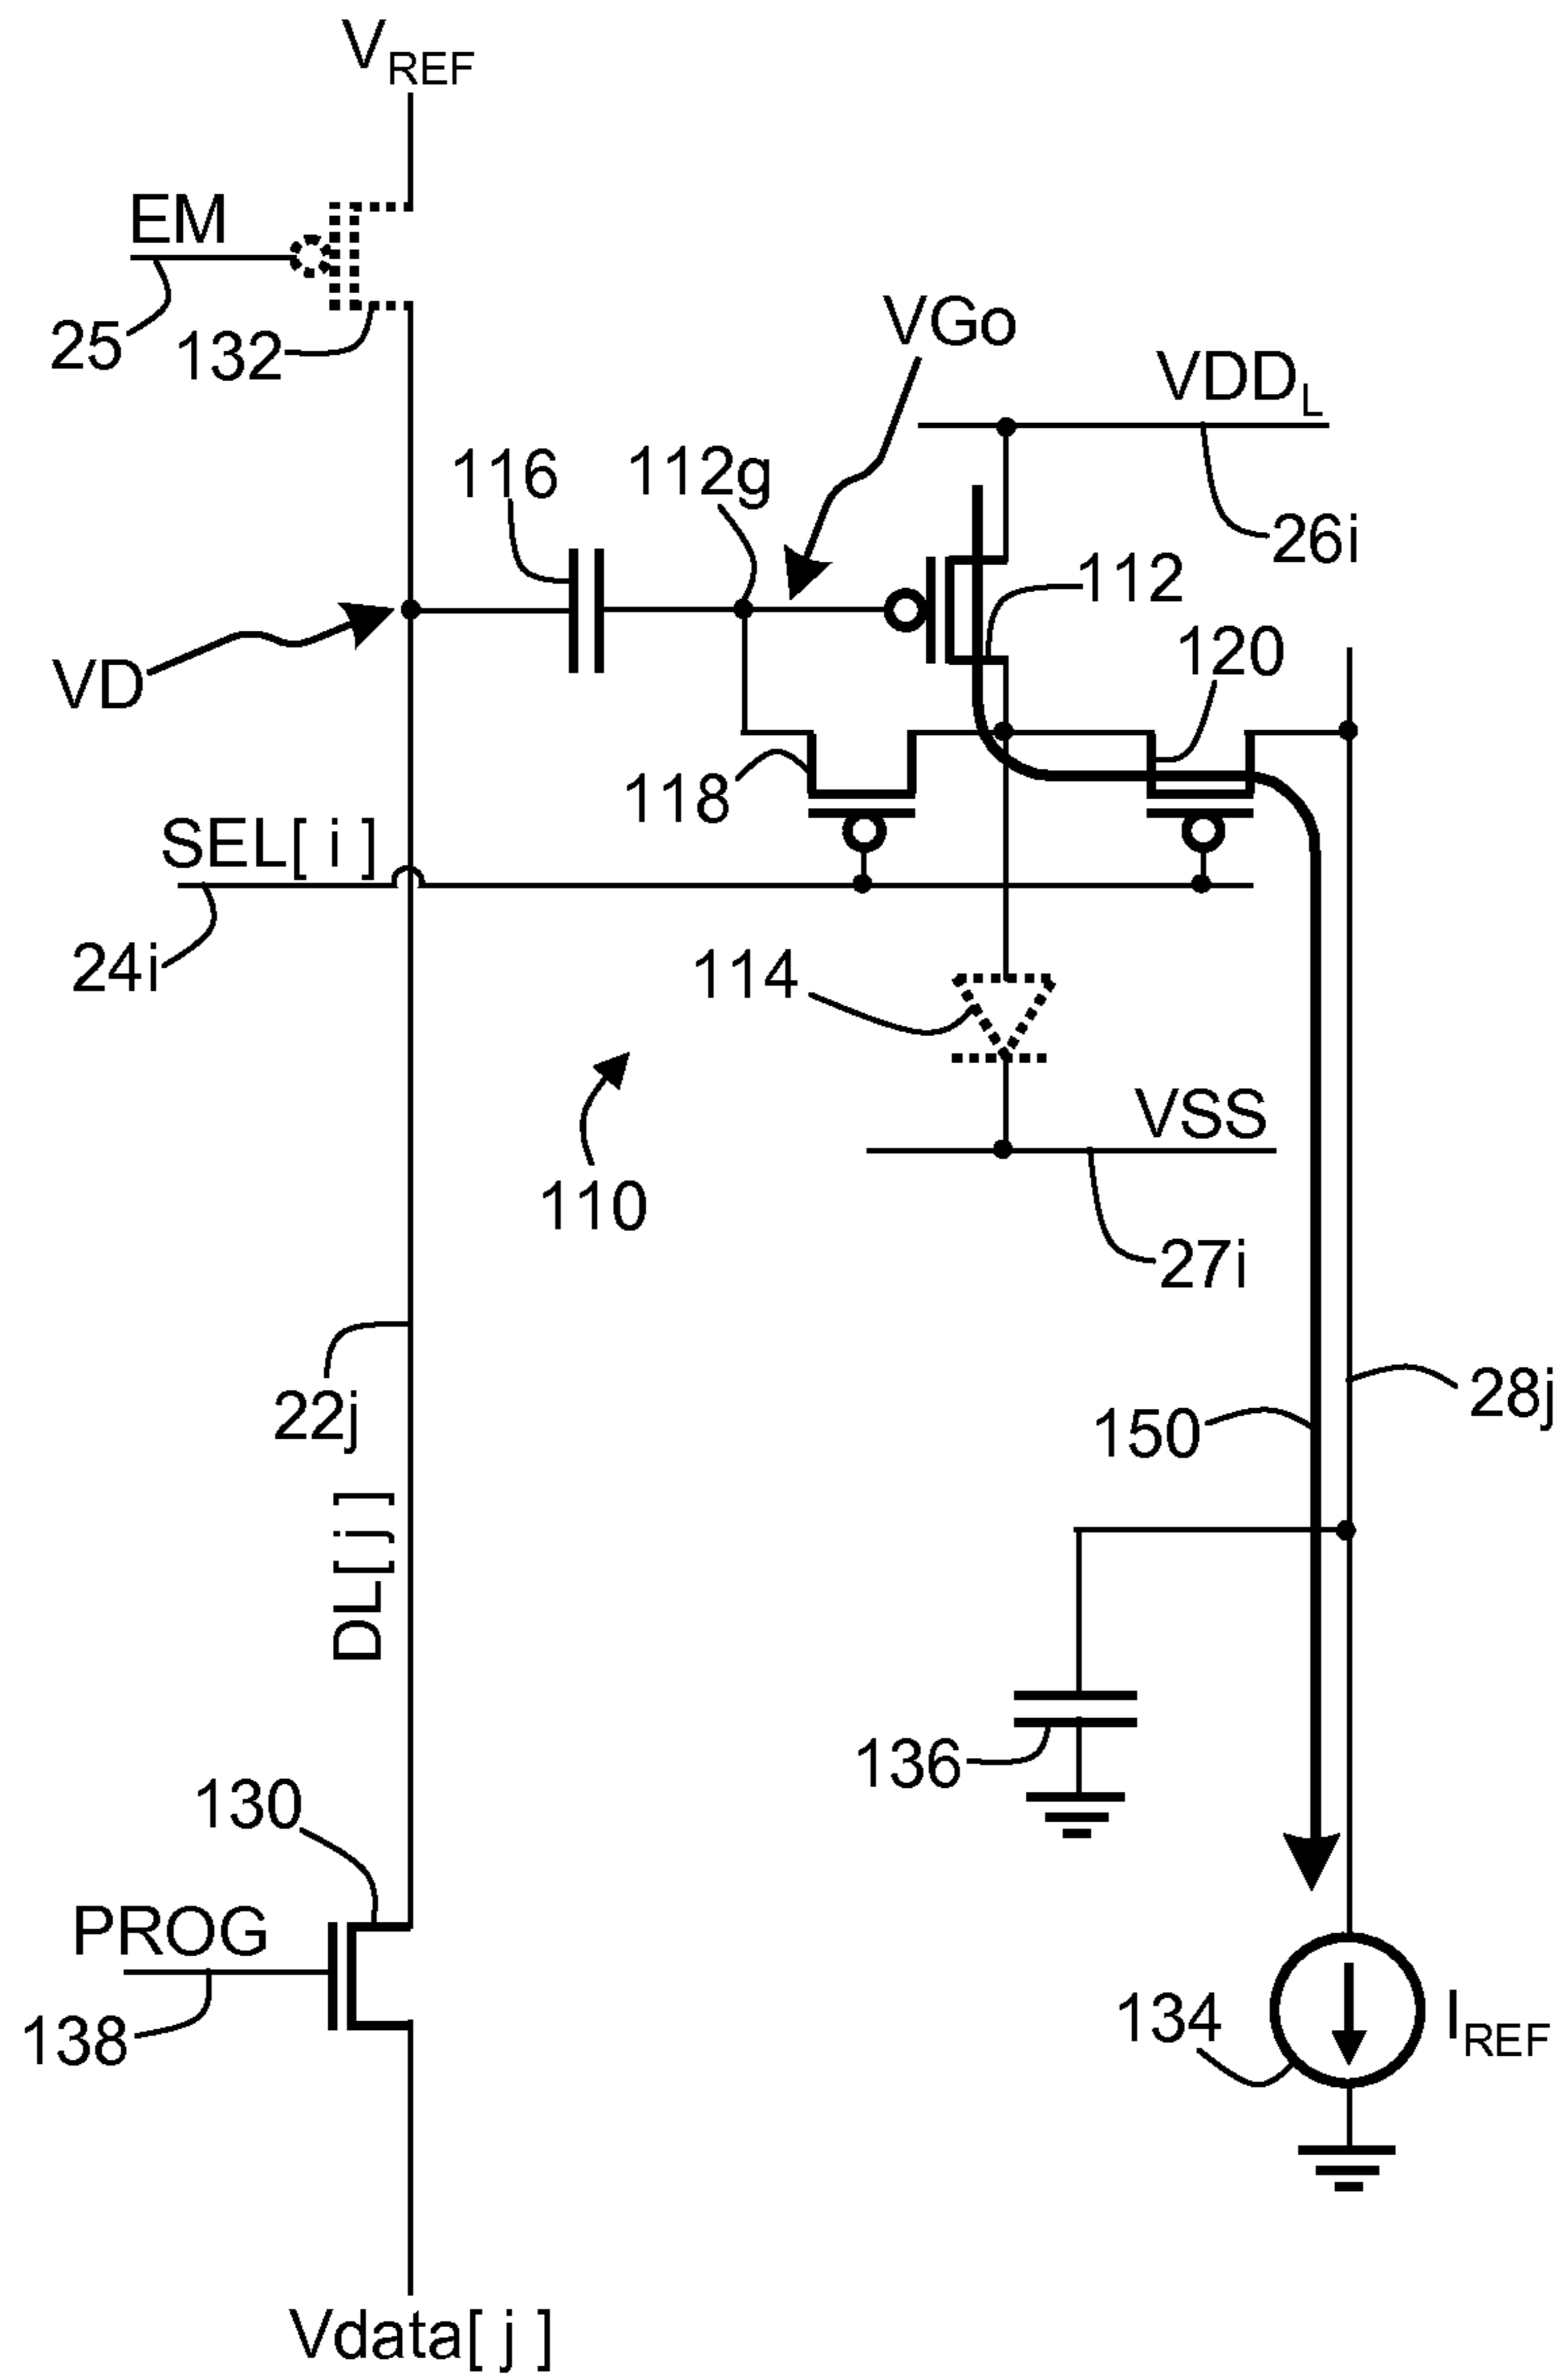 VREF
EM
25
132
VGo
VDDL
116
112g
26i
112
120
VD
118
SEL[ i ]
24i
114
VSS
110
27i
22j
28j
150
DL[ j ]
136
130
PROG
138
134
IREF
Vdata[ j ]